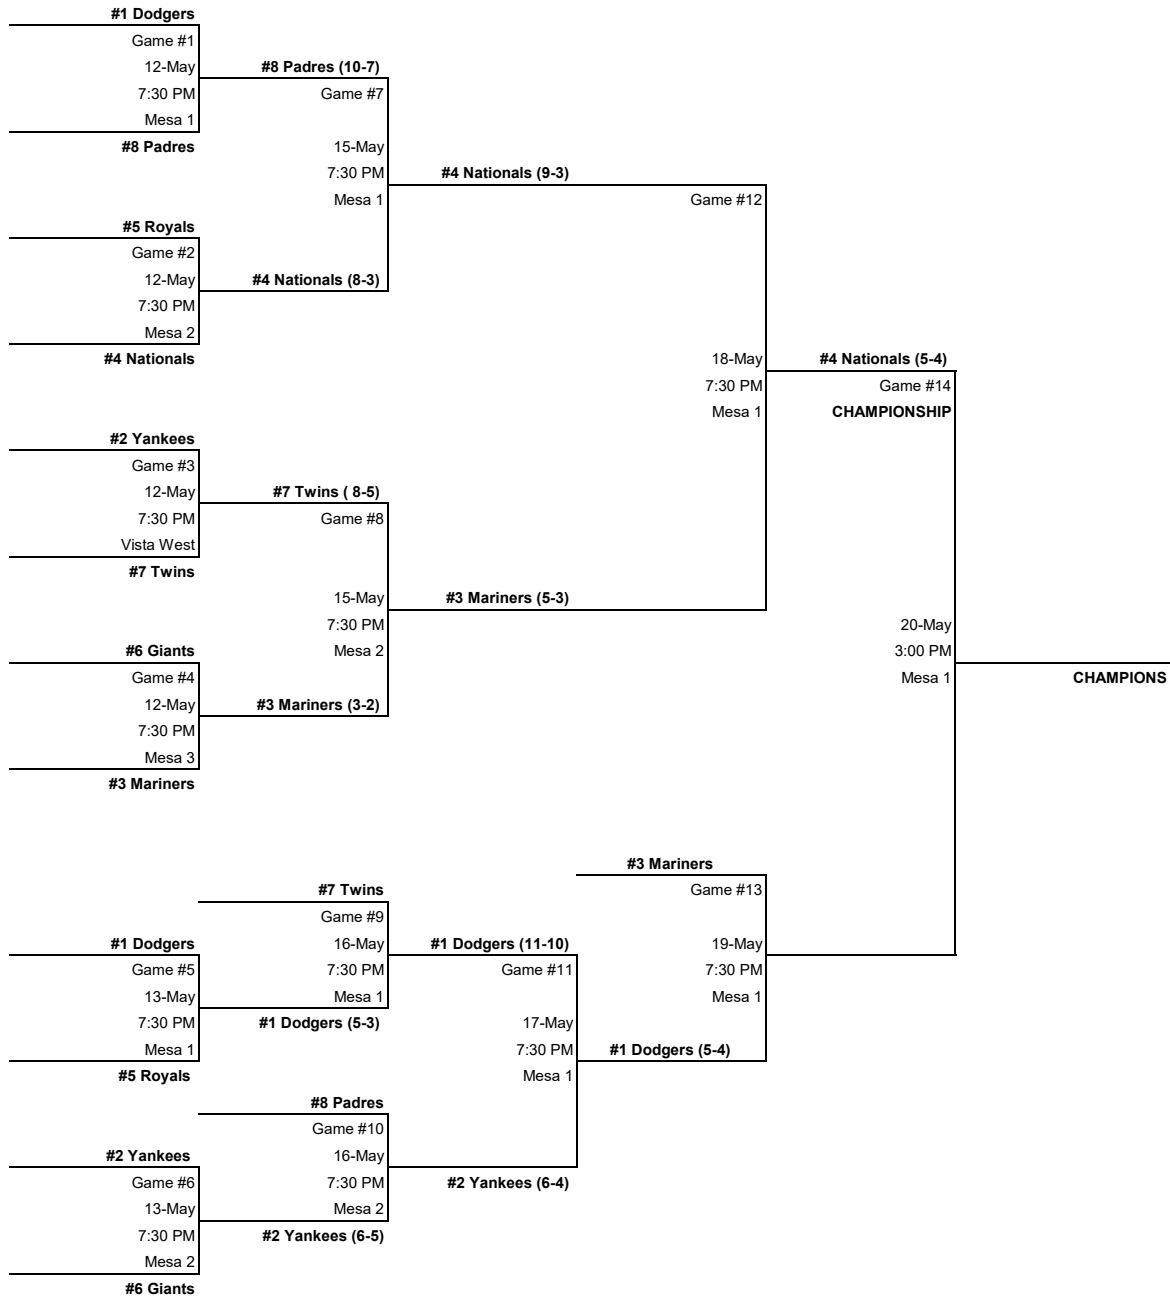 #1 Dodgers
Game #1
12-May
7:30 PM
Mesa 1
#8 Padres
#8 Padres (10-7)
Game #7
15-May
7:30 PM
Mesa 1
#5 Royals
Game #2
12-May
7:30 PM
Mesa 2
#4 Nationals
#4 Nationals (8-3)
#4 Nationals (9-3)
Game #12
18-May
7:30 PM
Mesa 1
#2 Yankees
Game #3
12-May
7:30 PM
Vista West
#7 Twins
#7 Twins ( 8-5)
Game #8
15-May
7:30 PM
Mesa 2
#6 Giants
Game #4
12-May
7:30 PM
Mesa 3
#3 Mariners
#3 Mariners (3-2)
#3 Mariners (5-3)
#4 Nationals (5-4)
Game #14
CHAMPIONSHIP
20-May
3:00 PM
Mesa 1
CHAMPIONS
#7 Twins
Game #9
16-May
7:30 PM
Mesa 1
#1 Dodgers
Game #5
13-May
7:30 PM
Mesa 1
#5 Royals
#1 Dodgers (5-3)
#1 Dodgers (11-10)
Game #11
17-May
7:30 PM
Mesa 1
#8 Padres
Game #10
16-May
7:30 PM
Mesa 2
#2 Yankees
Game #6
13-May
7:30 PM
Mesa 2
#6 Giants
#2 Yankees (6-5)
#2 Yankees (6-4)
#3 Mariners
Game #13
19-May
7:30 PM
Mesa 1
#1 Dodgers (5-4)